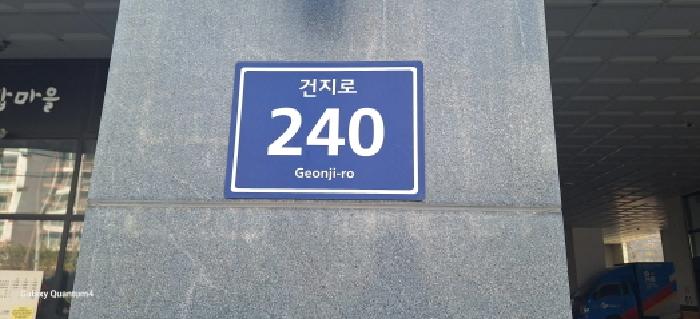 건지로
240
Geonji-ro
마을
Galaxy Quantum4